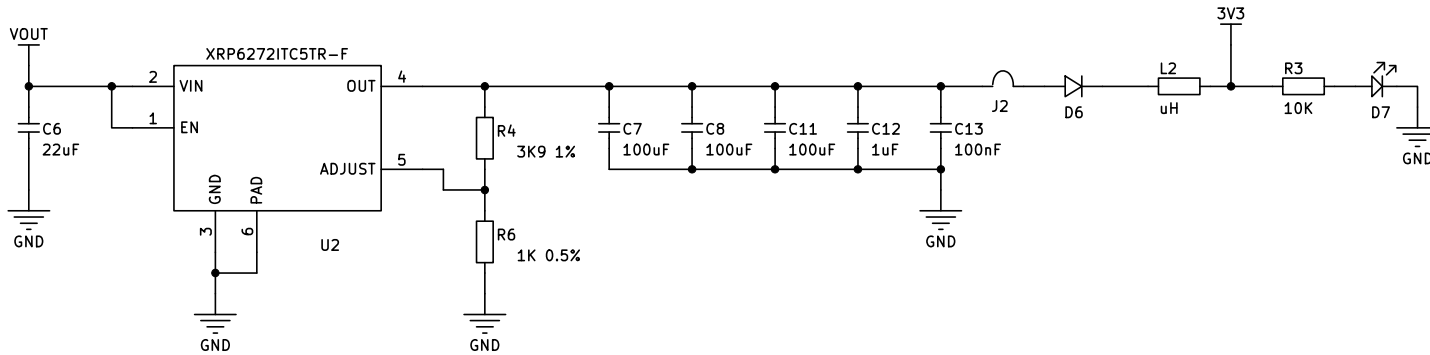 VOUT
3V3
XRP6272ITC5TR-F
2
VIN
OUT
4
1
EN
C6
22uF
R4
3K9 1%
C7
100uF
C8
100uF
C11
100uF
C12
1uF
C13
100nF
J2
D6
L2
uH
R3
10K
D7
GND
ADJUST
5
GND
PAD
3
6
U2
R6
1K 0.5%
GND
GND
GND
GND